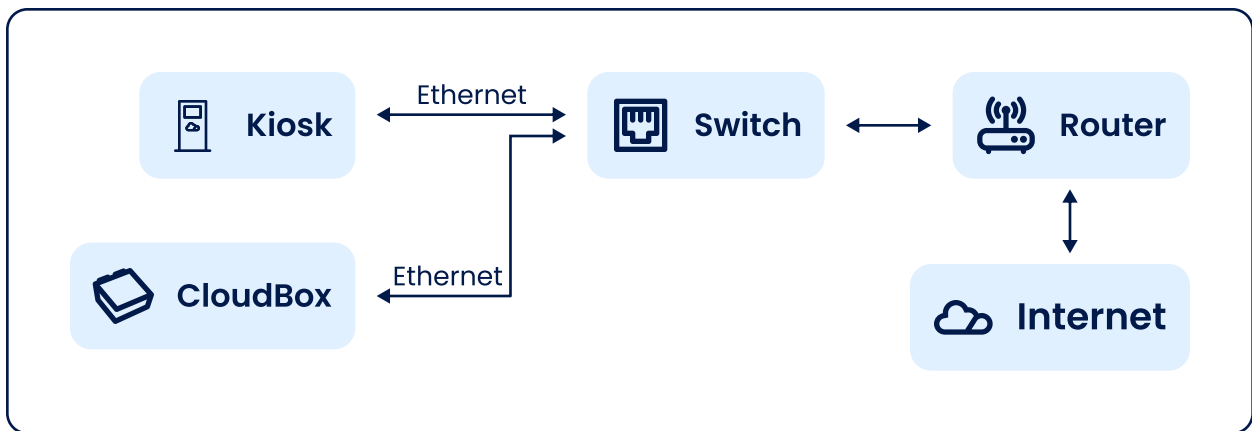 Ethernet
Kiosk
Switch
Router
Ethernet
CloudBox
Internet